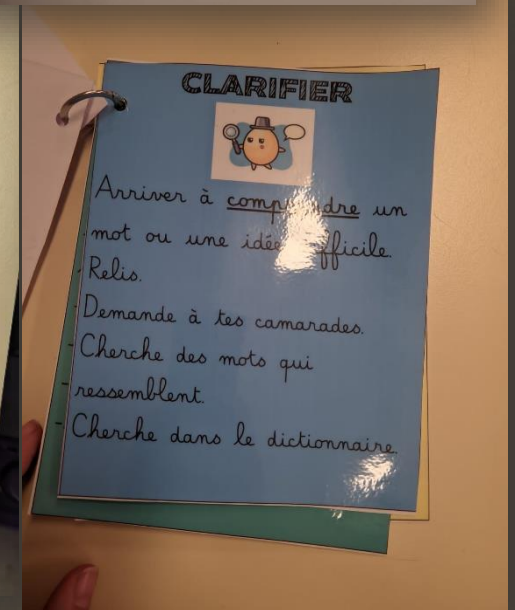 CLARIFIER
Arriver à comprendre un
mot ou une idée difficile.
Relis.
Demande à tes camarades.
Cherche des mots qui
ressemblent.
Cherche dans le dictionnaire